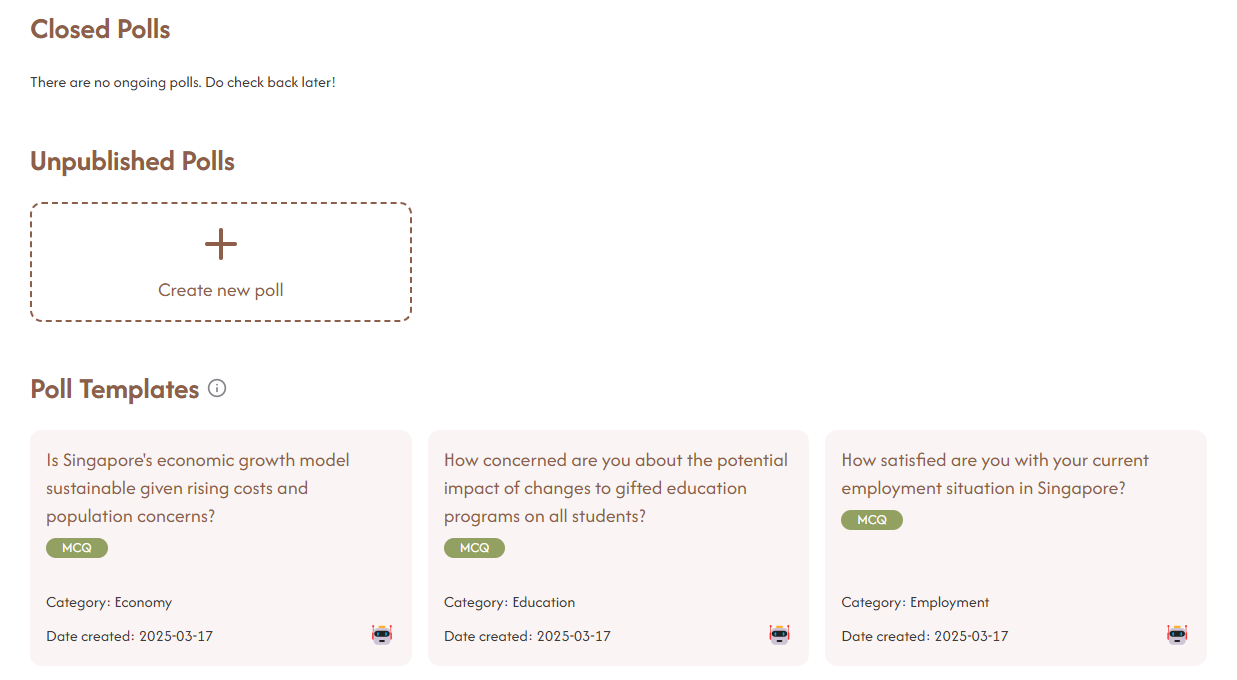 Closed Polls
There are no ongoing polls. Do check back later!
Unpublished Polls
Create new poll
Poll Templates
Is Singapore's economic growth model
sustainable given rising costs and
population concerns?
MCQ
Category: Economy
Date created: 2025-03-17
How concerned are you about the potential
impact of changes to gifted education
programs on all students?
MCQ
Category: Education
Date created: 2025-03-17
How satisfied are you with your current
employment situation in Singapore?
MCQ
Category: Employment
Date created: 2025-03-17